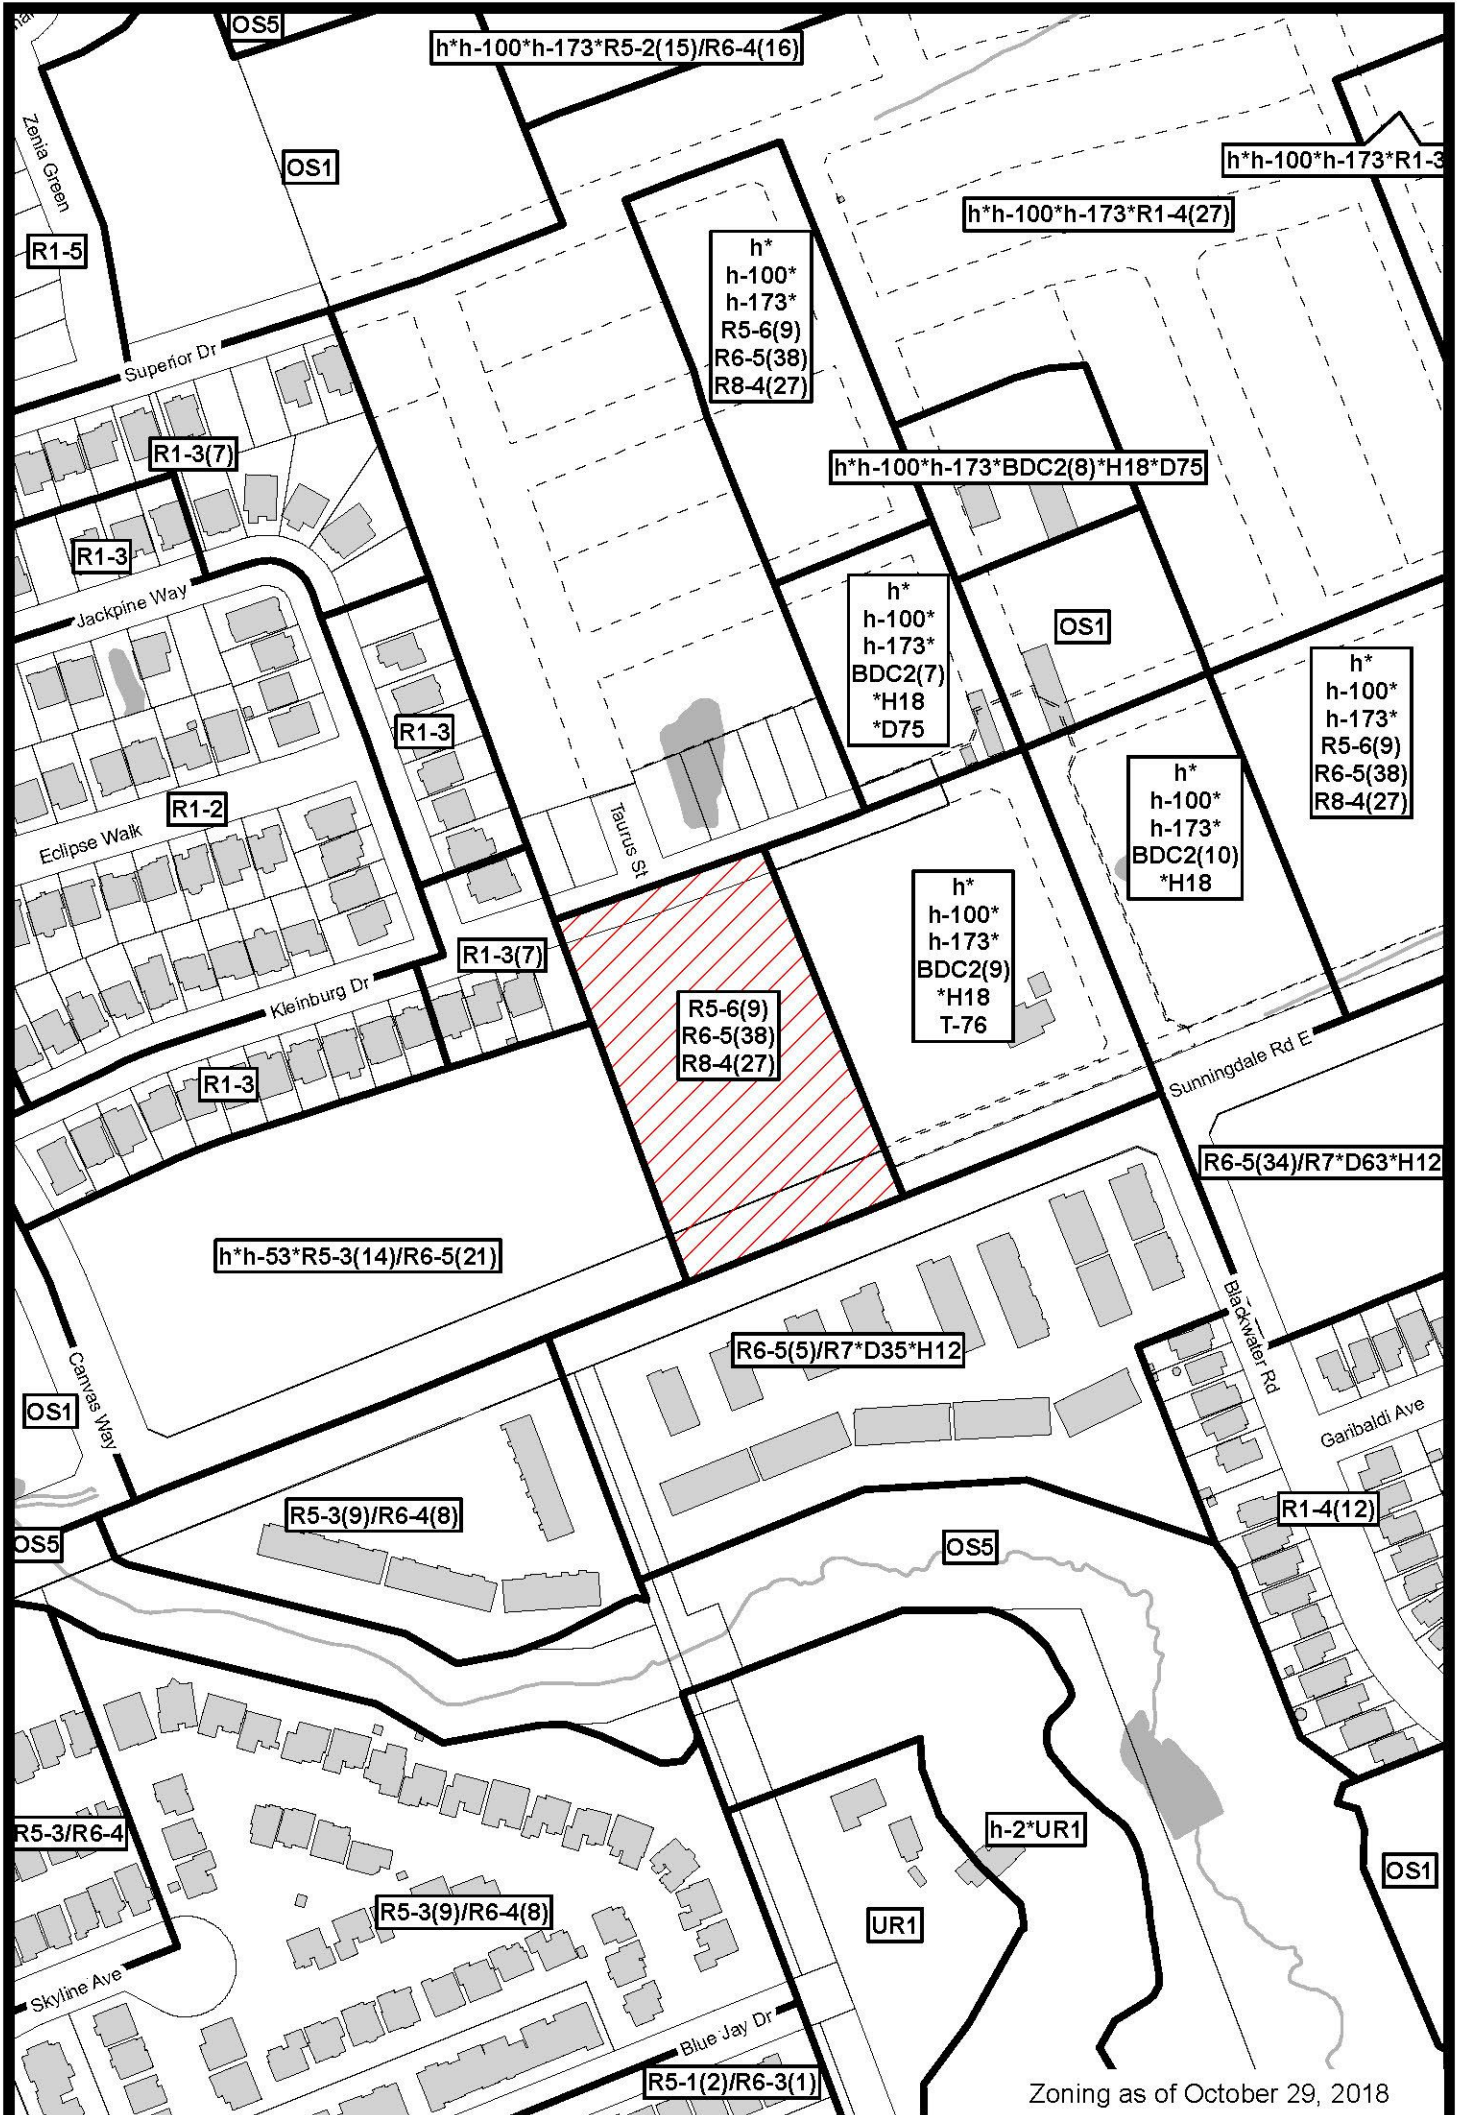 OS5
h*h-100*h-173*R5-2(15)/R6-4(16)
Zenia Green
OS1
h*h-100*h-173*R1-3
h*h-100*h-173*R1-4(27)
R1-5
h*
h-100*
h-173*
R5-6(9)
R6-5(38)
R8-4(27)
Superior Dr
R1-3(7)
h*h-100*h-173*BDC2(8)*H18*D75
R1-3
Jackpine Way
h*
h-100*
h-173*
BDC2(7)
*H18
*D75
OS1
h*
h-100*
h-173*
R5-6(9)
R6-5(38)
R8-4(27)
R1-3
h*
h-100*
h-173*
BDC2(10)
*H18
R1-2
Eclipse Walk
Taurus St
h*
h-100*
h-173*
BDC2(9)
*H18
T-76
R1-3(7)
Kleinburg Dr
R5-6(9)
R6-5(38)
R8-4(27)
R1-3
Sunningdale Rd E
R6-5(34)/R7*D63*H12
h*h-53*R5-3(14)/R6-5(21)
Blackwater Rd
R6-5(5)/R7*D35*H12
Canvas Way
OS1
Garibaldi Ave
R5-3(9)/R6-4(8)
R1-4(12)
OS5
OS5
R5-3/R6-4
h-2*UR1
OS1
R5-3(9)/R6-4(8)
UR1
Skyline Ave
Blue Jay Dr
R5-1(2)/R6-3(1)
Zoning as of October 29, 2018